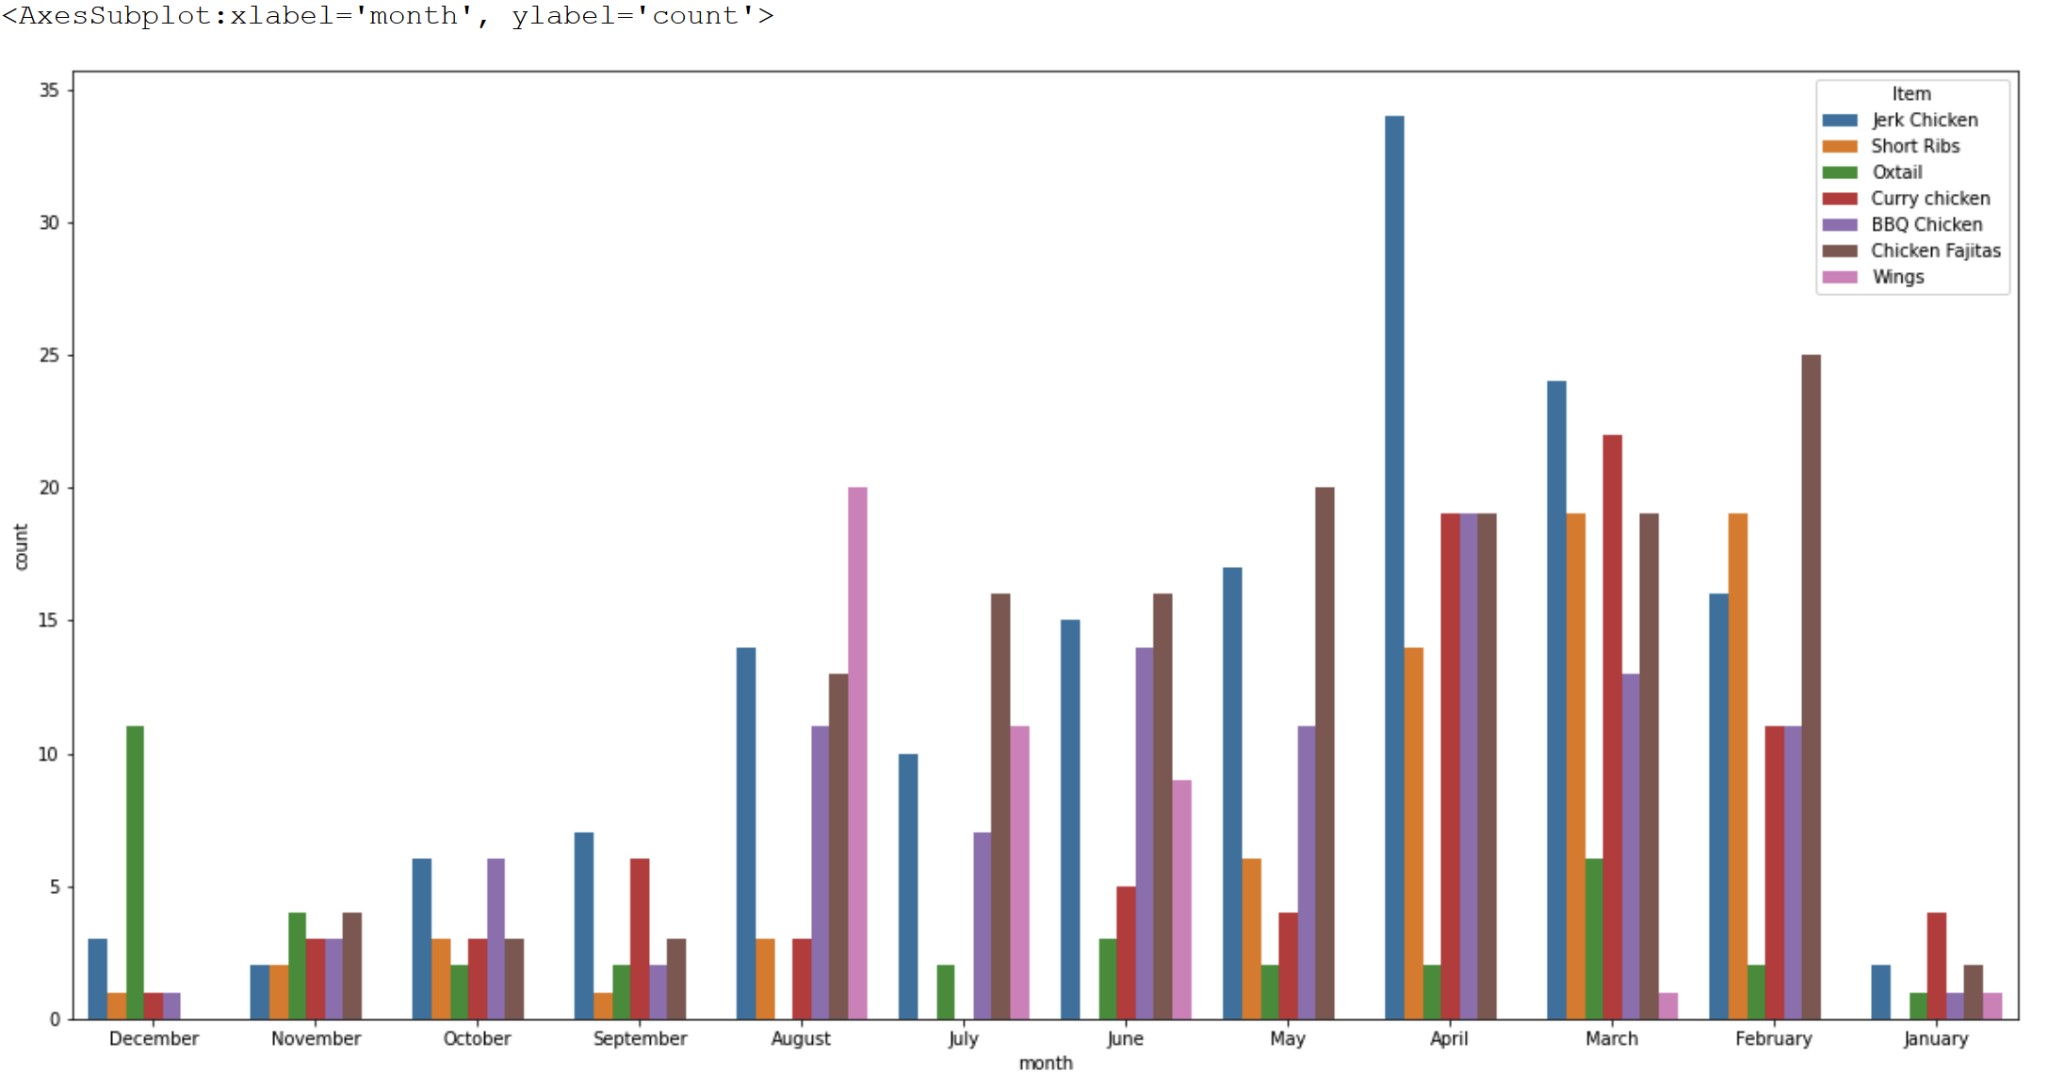 <AxesSubplot:xlabel='month', ylabel='count'>
35
30
25
20
15
10
5
0
count
Item
Jerk Chicken
Short Ribs
Oxtail
Curry chicken
BBQ Chicken
Chicken Fajitas
Wings
December November October September August July June May April March February January
month